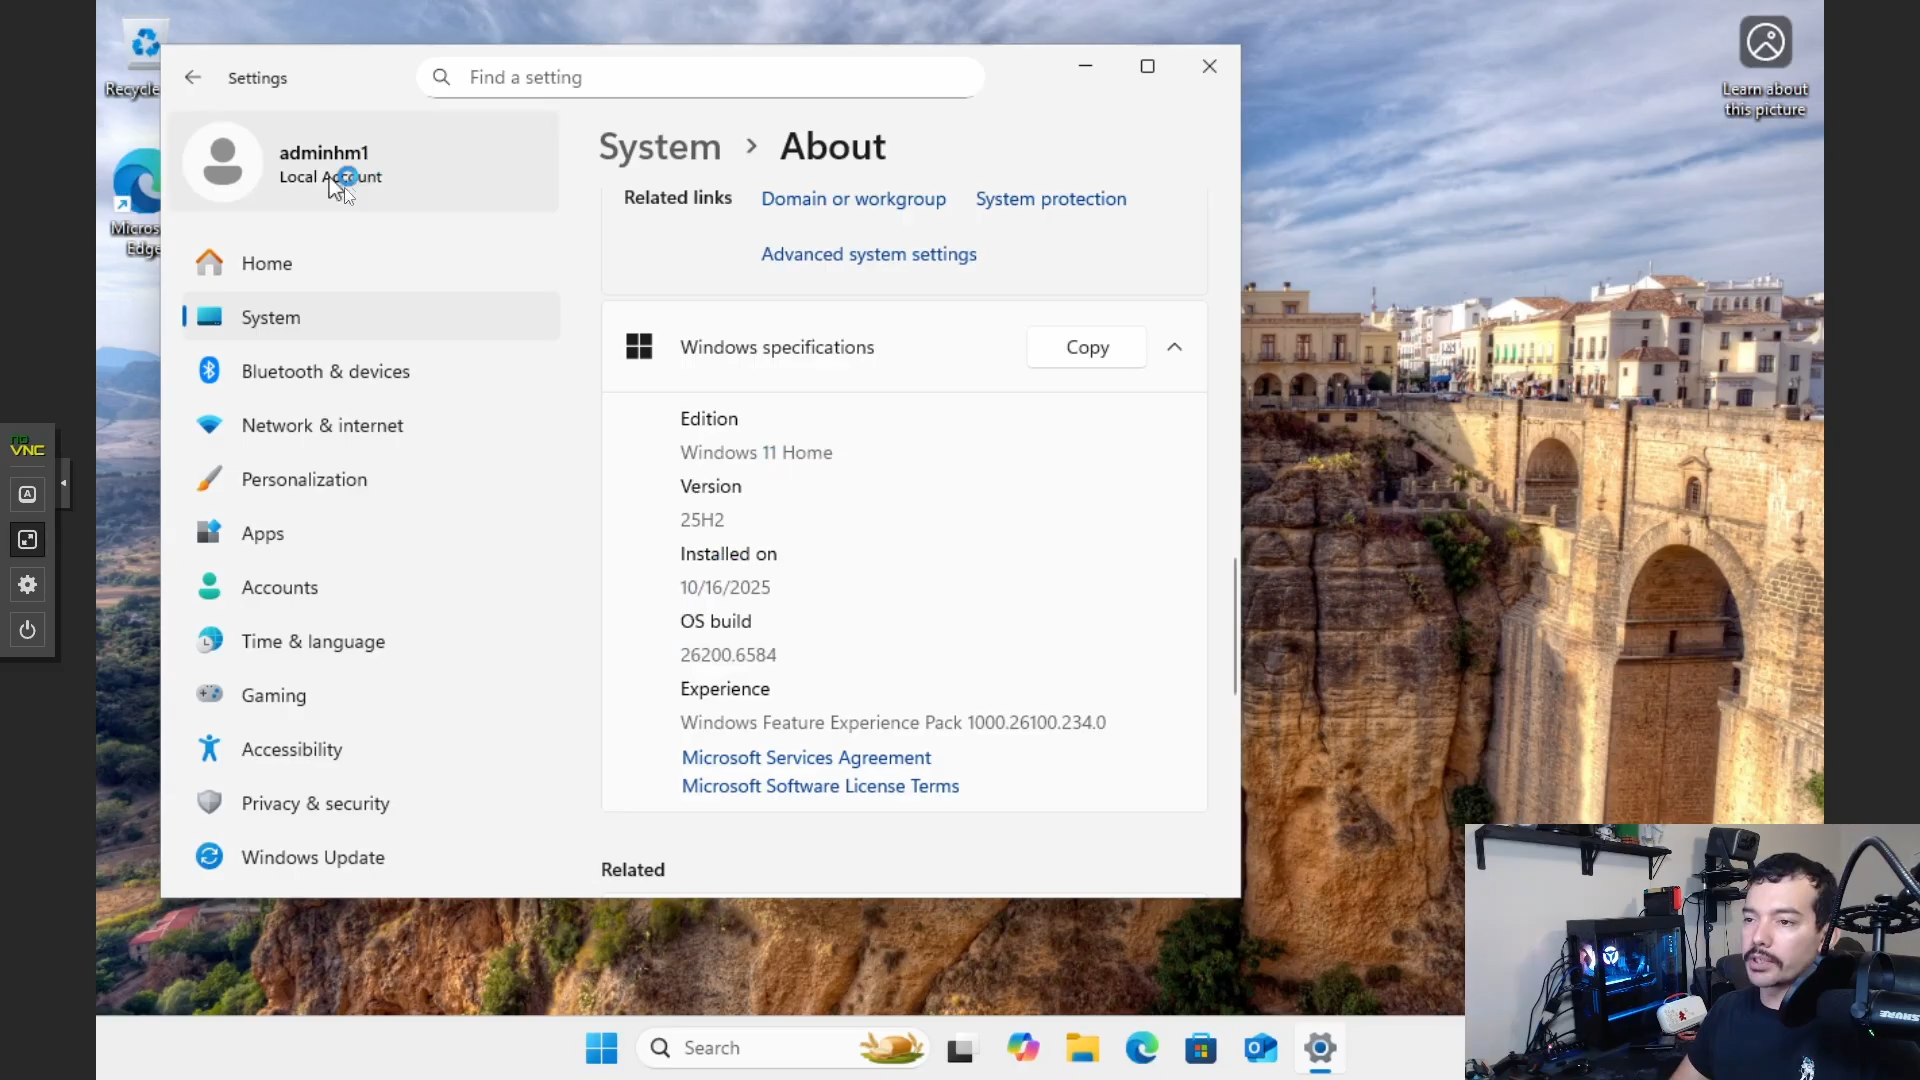 Recycle
Learn about
this picture
Micros
Edge
Settings
Find a setting
adminhm1
Local Account
Home
System
Bluetooth & devices
Network & internet
Personalization
Apps
Accounts
Time & language
Gaming
Accessibility
Privacy & security
Windows Update
System > About
Related links
Domain or workgroup
System protection
Advanced system settings
Windows specifications
Copy
Edition
Windows 11 Home
Version
25H2
Installed on
10/16/2025
OS build
26200.6584
Experience
Windows Feature Experience Pack 1000.26100.234.0
Microsoft Services Agreement
Microsoft Software License Terms
Related
no
VNC
A
Search
SHURE